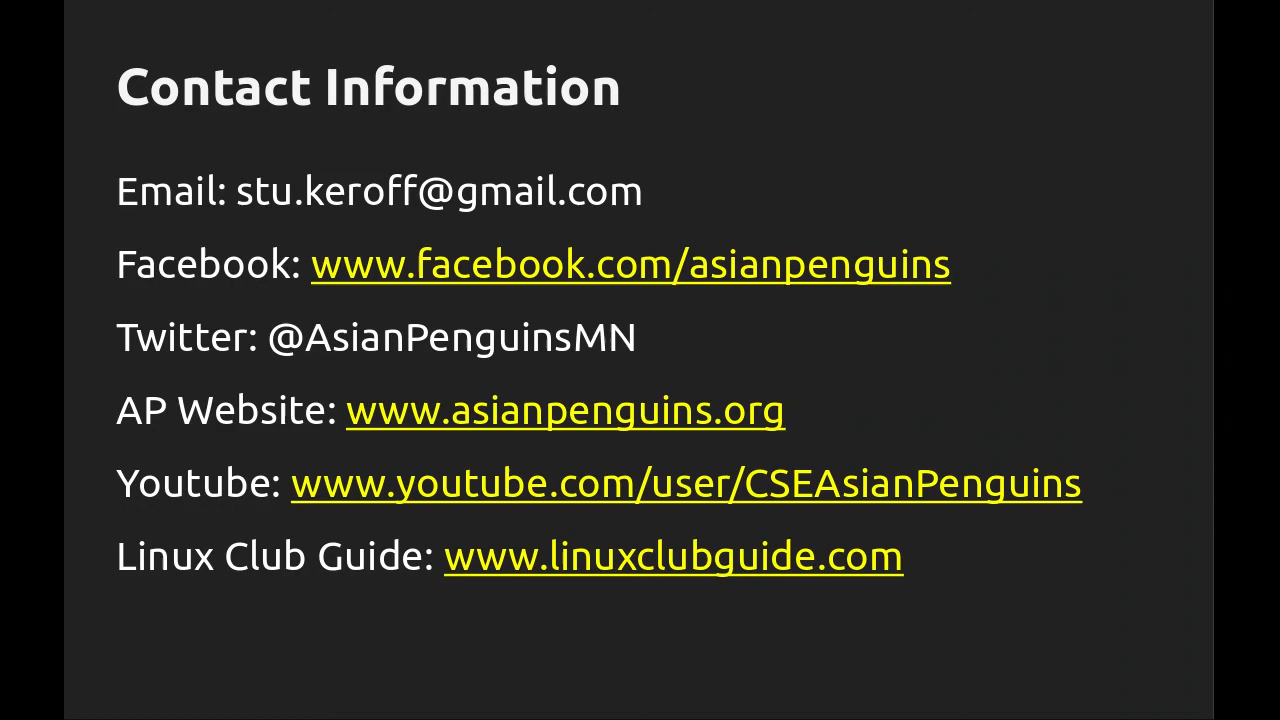 Contact Information
Email: stu.keroff@gmail.com
Facebook: www.facebook.com/asianpenguins
Twitter: @AsianPenguinsMN
AP Website: www.asianpenguins.org
Youtube: www.youtube.com/user/CSEAsianPenguins
Linux Club Guide: www.linuxclubguide.com